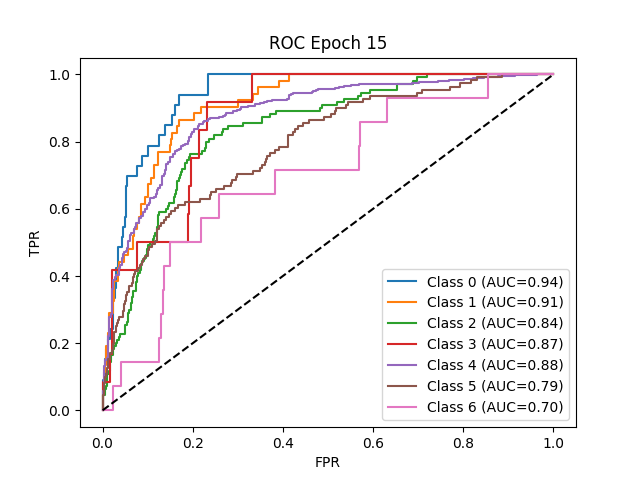 ROC Epoch 15
TPR
1.0
0.8
0.6
0.4
0.2
0.0
Class 0 (AUC=0.94)
Class 1 (AUC=0.91)
Class 2 (AUC=0.84)
Class 3 (AUC=0.87)
Class 4 (AUC=0.88)
Class 5 (AUC=0.79)
Class 6 (AUC=0.70)
0.0 0.2 0.4 0.6 0.8 1.0
FPR